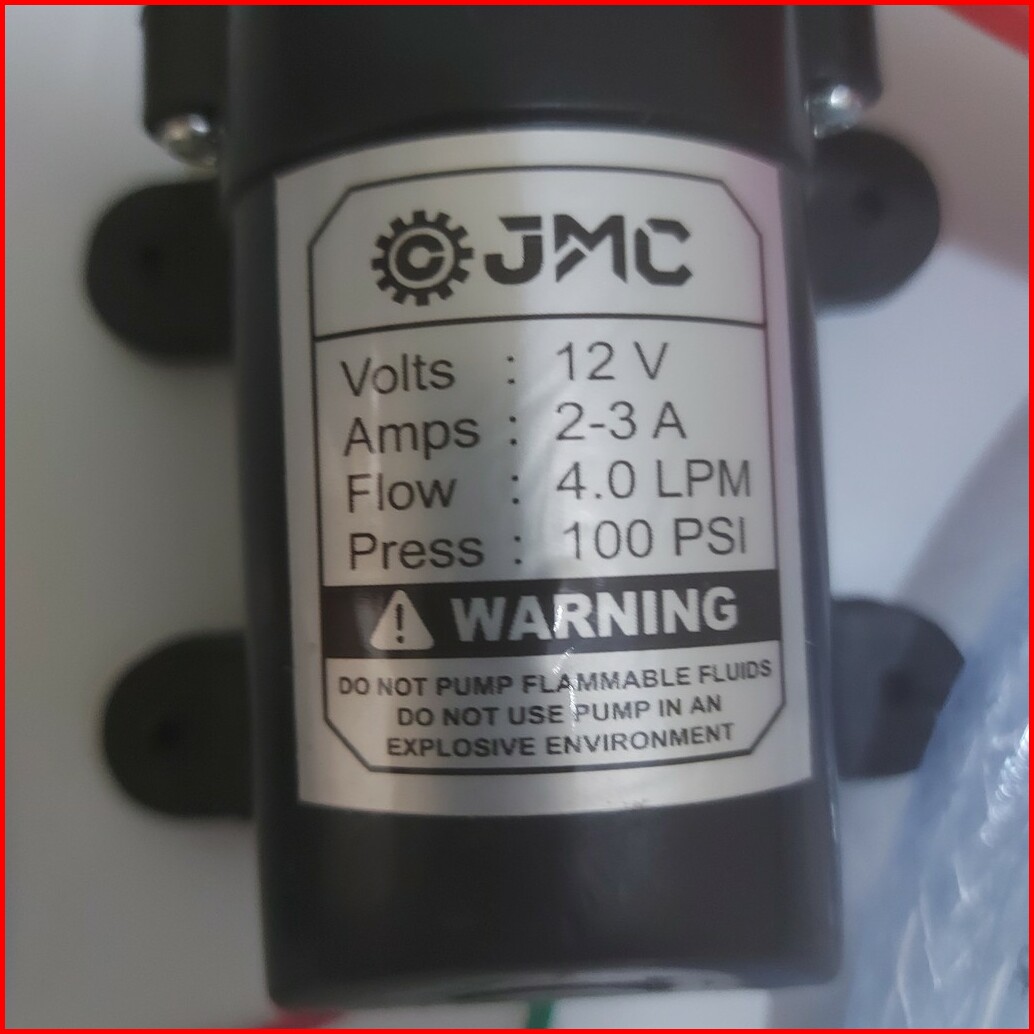 C JMC
Volts : 12 V
Amps : 2-3 A
Flow : 4.0 LPM
Press : 100 PSI
WARNING
DO NOT PUMP FLAMMABLE FLUIDS
DO NOT USE PUMP IN AN
EXPLOSIVE ENVIRONMENT